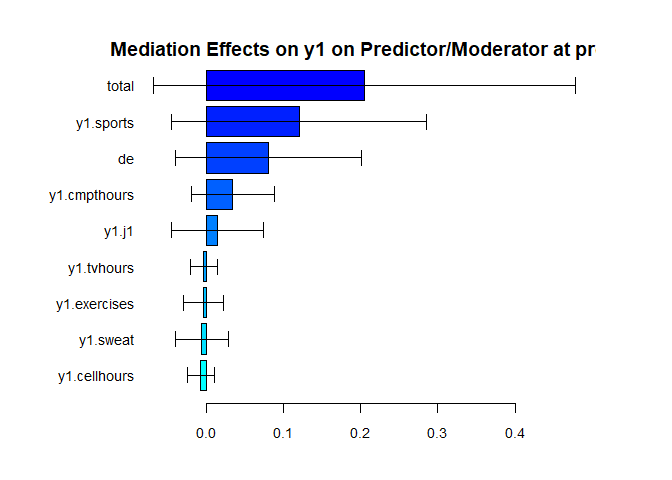 Mediation Effects on y1 on Predictor/Moderator at pr
total
y1.sports
de
y1.cmpthours
y1.j1
y1.tvhours
y1.exercises
y1.sweat
y1.cellhours
0.0 0.1 0.2 0.3 0.4